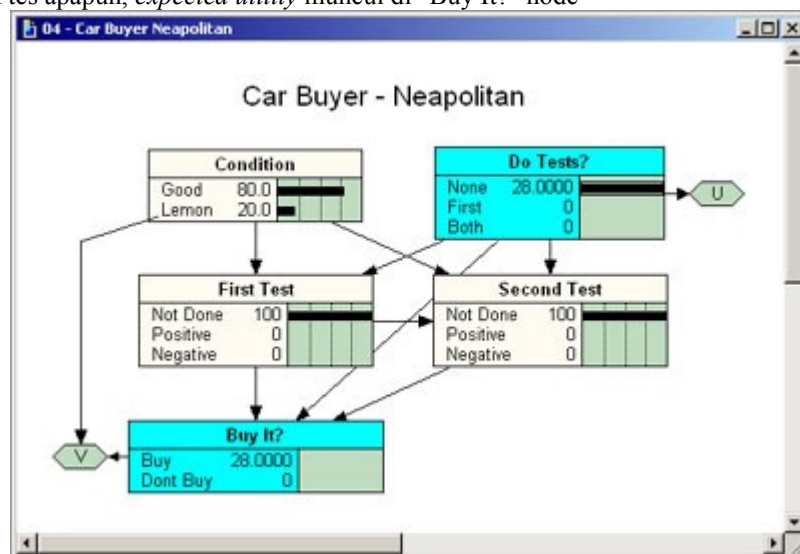 tes apapun, expected utility muncul di "Buy It?" node
04 - Car Buyer Neapolitan
Car Buyer - Neapolitan
Condition
Good 80.0
Lemon 20.0
Do Tests?
None 28.0000
First 0
Both 0
U
First Test
Not Done 100
Positive 0
Negative 0
Second Test
Not Done 100
Positive 0
Negative 0
Buy It?
Buy 28.0000
Dont Buy 0
V